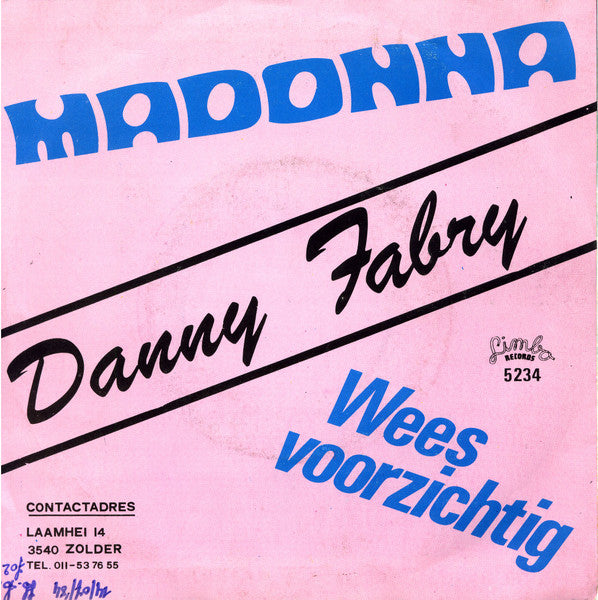 MADONNA
Danny Fabry
Limbo
RECORDS
5234
Wees
voorzichtig
CONTACTADRES
LAAMHEI 14
3540 ZOLDER
TEL. 011-53 76 55